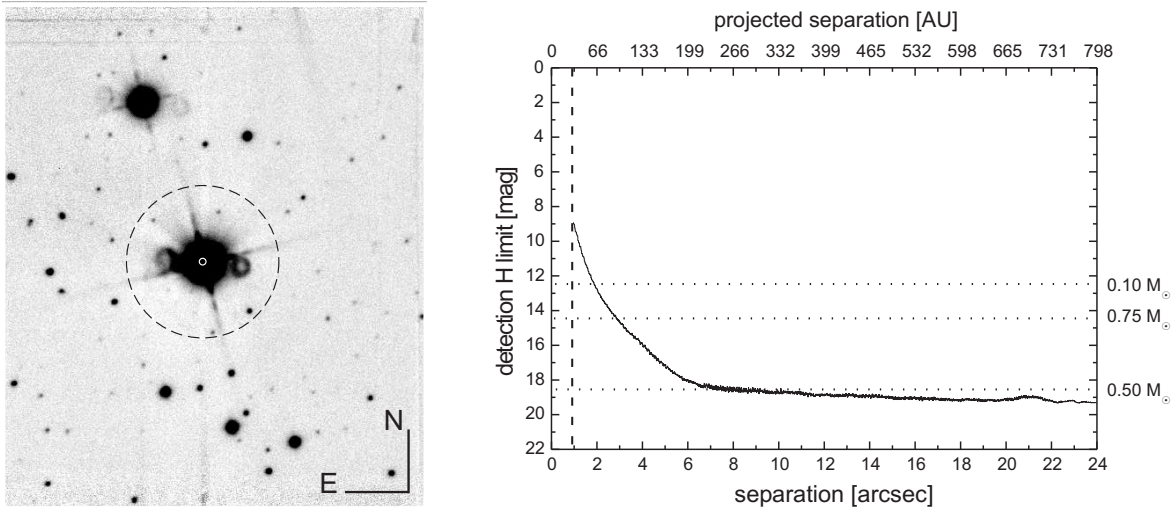 N
E
projected separation [AU]
0 66 133 199 266 332 399 465 532 598 665 731 798
detection H limit [mag]
0
2
4
6
8
10
12
14
16
18
20
22
0.10 M☉
0.75 M☉
0.50 M☉
0 2 4 6 8 10 12 14 16 18 20 22 24
separation [arcsec]